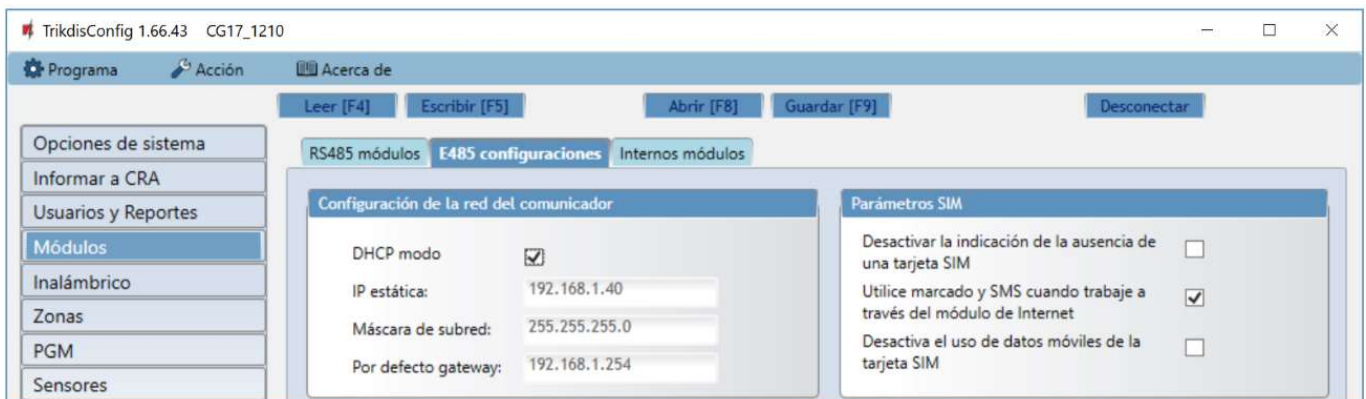 TrikdisConfig 1.66.43 CG17_1210
Programa Acción Acerca de
Leer [F4] Escribir [F5] Abrir [F8] Guardar [F9] Desconectar
Opciones de sistema
Informar a CRA
Usuarios y Reportes
Módulos
Inalámbrico
Zonas
PGM
Sensores
RS485 módulos E485 configuraciones Internos módulos
Configuración de la red del comunicador
DHCP modo
IP estática: 192.168.1.40
Máscara de subred: 255.255.255.0
Por defecto gateway: 192.168.1.254
Parámetros SIM
Desactivar la indicación de la ausencia de
una tarjeta SIM
Utilice marcado y SMS cuando trabaje a
través del módulo de Internet
Desactiva el uso de datos móviles de la
tarjeta SIM